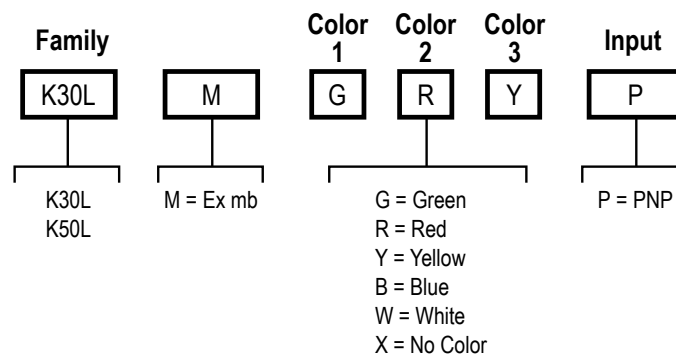 Family
Color 1
Color 2
Color 3
Input
K30L
M
G
R
Y
P
K30L
K50L
M = Ex mb
G = Green
R = Red
Y = Yellow
B = Blue
W = White
X = No Color
P = PNP